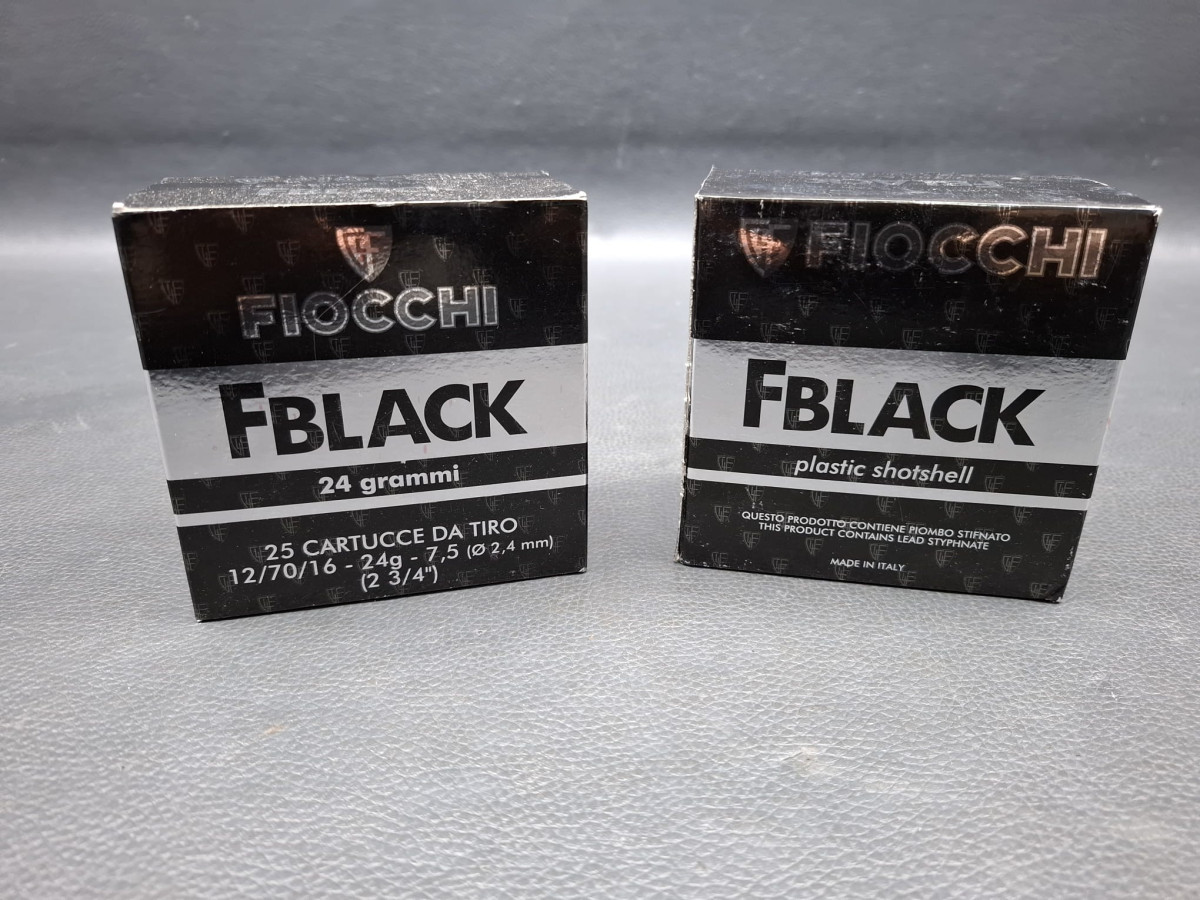 FIOCCHI
FBLACK
24 grammi
25 CARTUCCE DA TIRO
12/70/16 - 24g - 7,5 (Ø 2,4 mm)
(2 3/4")
FIOCCHI
FBLACK
plastic shotshell
QUESTO PRODOTTO CONTIENE PIOMBO STIFNATO
THIS PRODUCT CONTAINS LEAD STYPHNATE
MADE IN ITALY